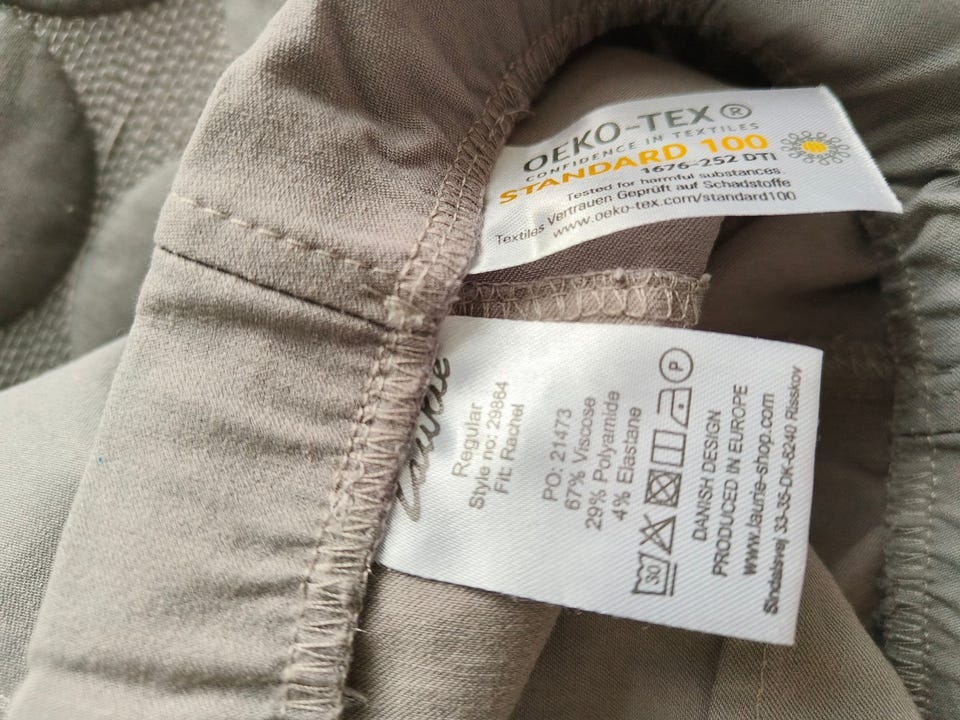 OEKO-TEX®
CONFIDENCE IN TEXTILES
STANDARD 100
1676-252 DTI
Tested for harmful substances.
Textiles Vertrauen Geprüft auf Schadstoffe
www.oeko-tex.com/standard100
Laurie
Regular
Style no: 29864
Fit: Rachel
PO: 21473
67% Viscose
29% Polyamide
4% Elastane
30
P
DANISH DESIGN
PRODUCED IN EUROPE
www.laurie-shop.com
Sindalsvej 33-35-DK-8240 Risskov